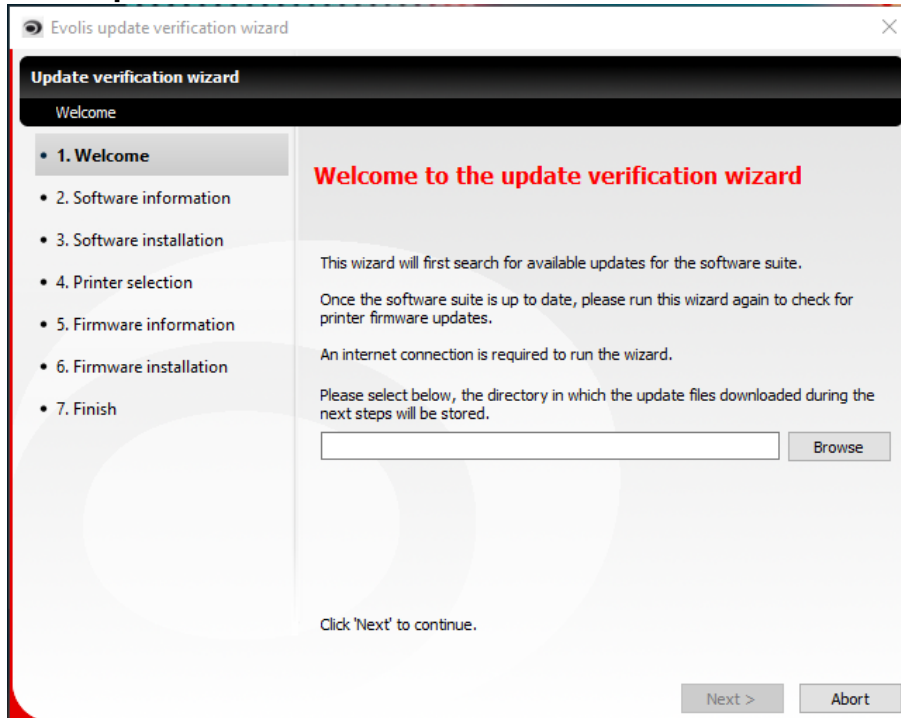 Evolis update verification wizard
Update verification wizard
Welcome
• 1. Welcome
• 2. Software information
• 3. Software installation
• 4. Printer selection
• 5. Firmware information
• 6. Firmware installation
• 7. Finish
Welcome to the update verification wizard
This wizard will first search for available updates for the software suite.
Once the software suite is up to date, please run this wizard again to check for
printer firmware updates.
An internet connection is required to run the wizard.
Please select below, the directory in which the update files downloaded during the
next steps will be stored.
Browse
Click 'Next' to continue.
Next >
Abort